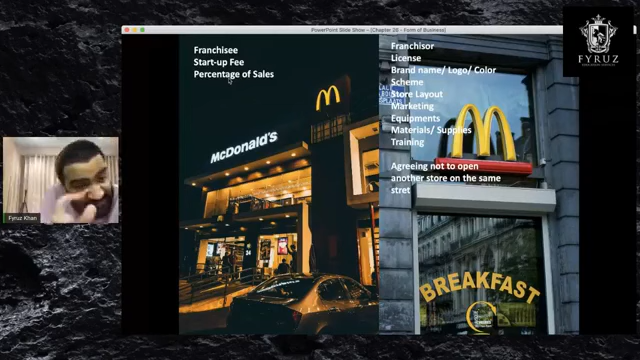 PowerPoint Slide Show - [Chapter 28 - Form of Business]
FYRUZ
Franchisee
Start-up Fee
Percentage of Sales
Franchisor
License
Brand name/ Logo/ Color
Scheme
Store Layout
Marketing
Equipments
Materials/ Supplies
Training
Agreeing not to open
another store on the same
stret
McDonald's
BREAKFAST
Fyruz Khan